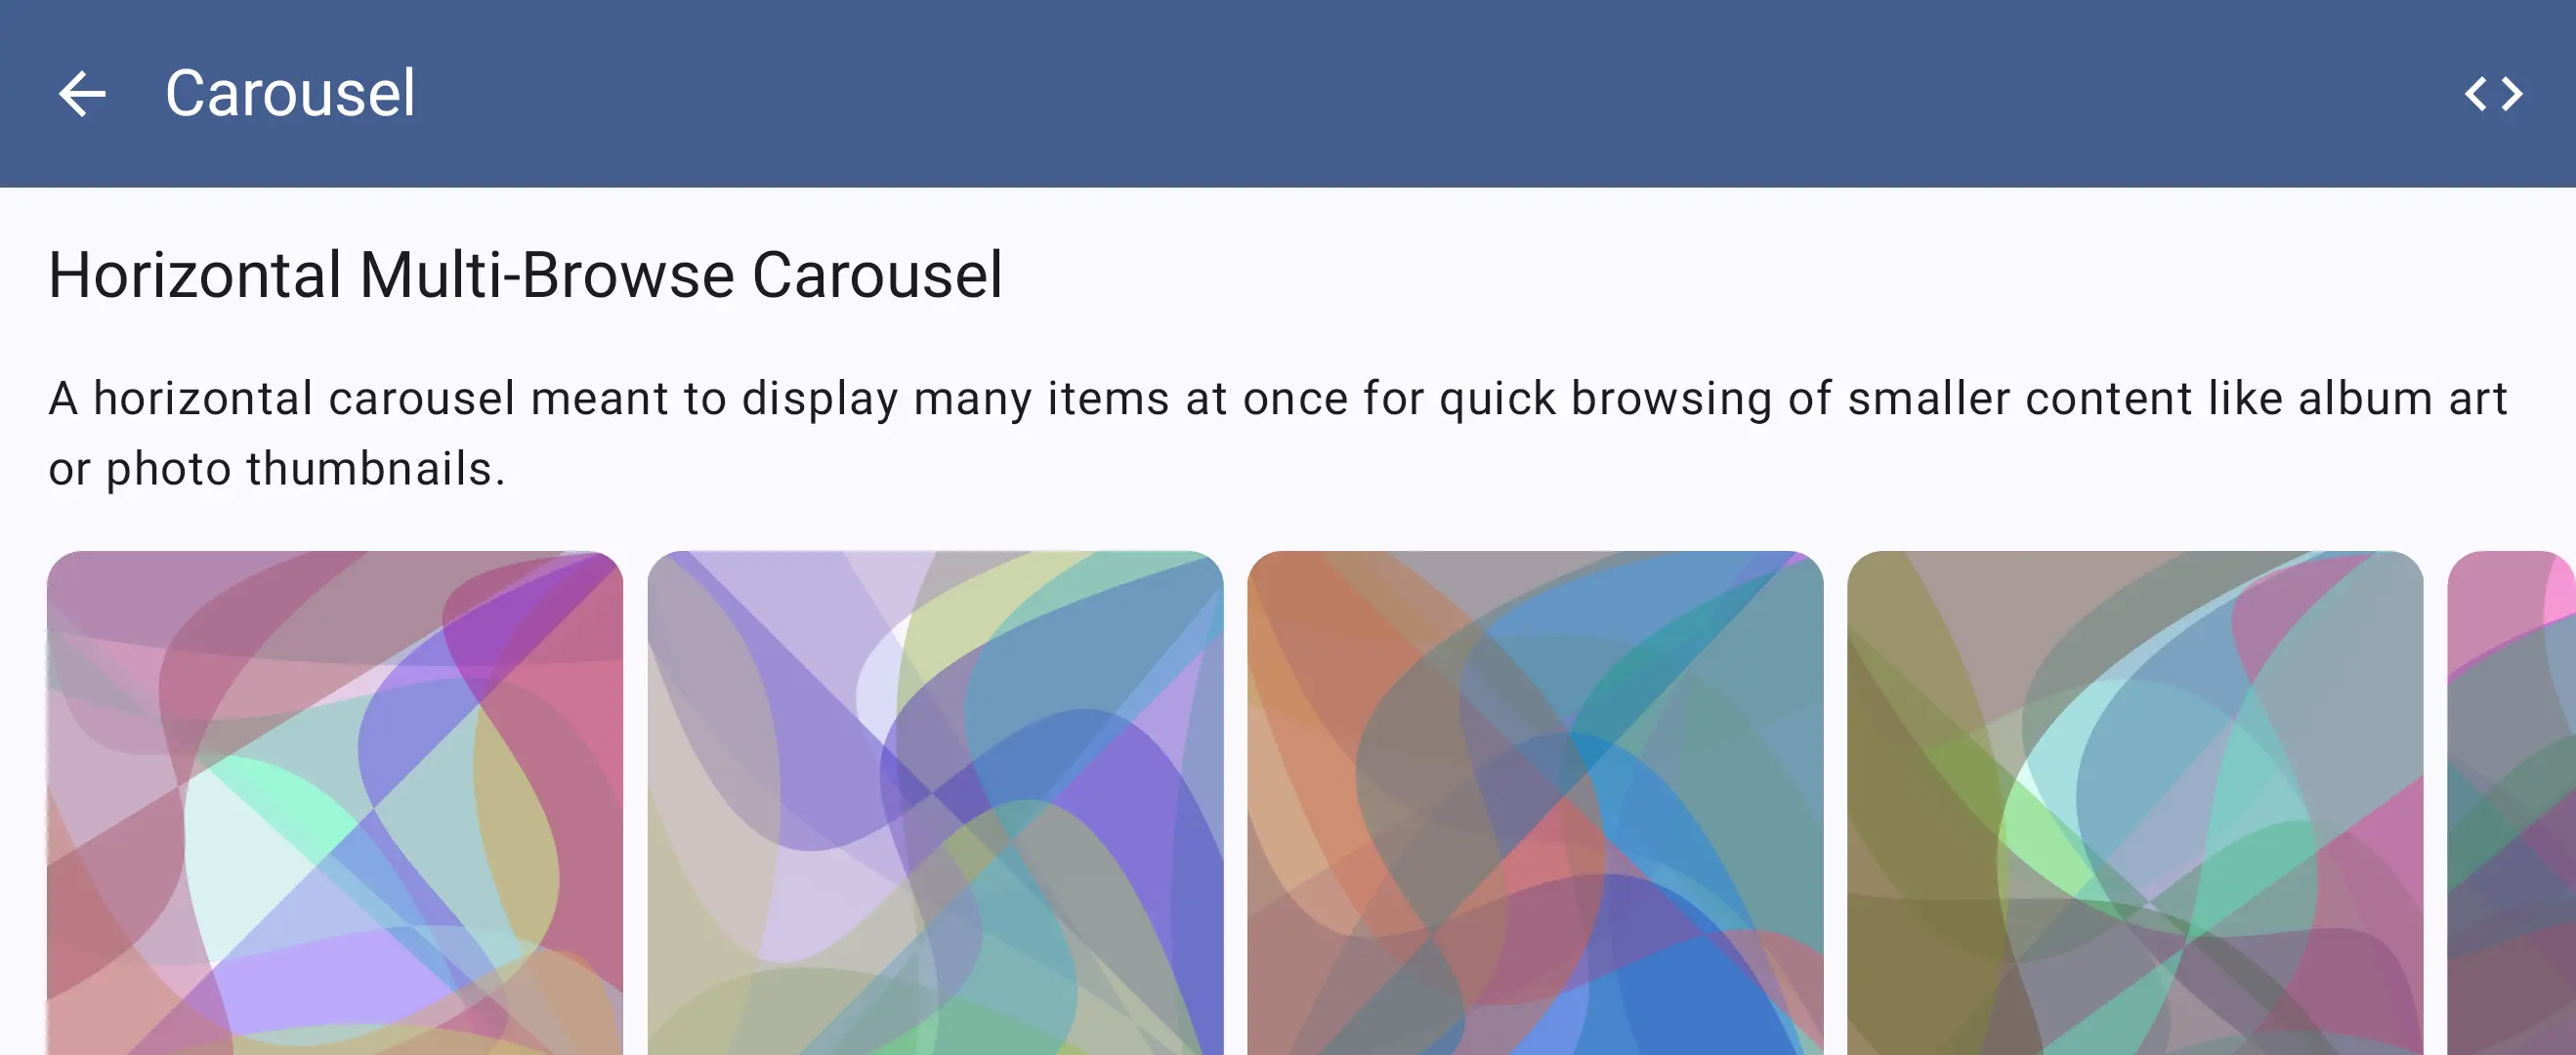 Carousel
Horizontal Multi-Browse Carousel
A horizontal carousel meant to display many items at once for quick browsing of smaller content like album art
or photo thumbnails.